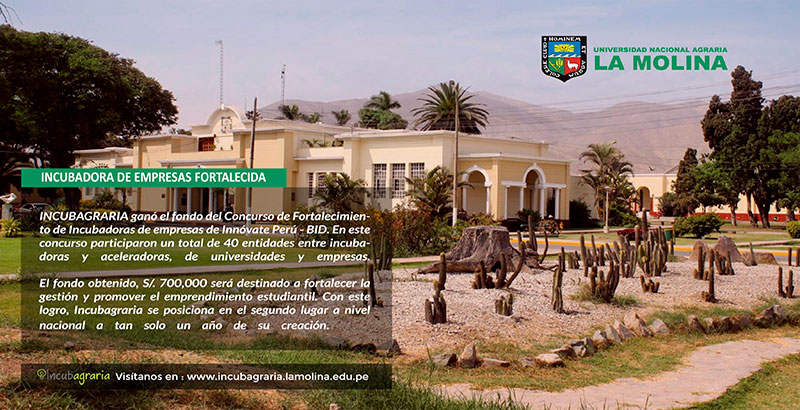 UNIVERSIDAD NACIONAL AGRARIA
LA MOLINA
INCUBADORA DE EMPRESAS FORTALECIDA
INCUBAGRARIA ganó el fondo del Concurso de Fortalecimien-
to de Incubadoras de empresas de Innóvate Perú - BID. En este
concurso participaron un total de 40 entidades entre incuba-
doras y aceleradoras, de universidades y empresas.
El fondo obtenido, S/. 700,000 será destinado a fortalecer la
gestión y promover el emprendimiento estudiantil. Con este
logro, Incubagraria se posiciona en el segundo lugar a nivel
nacional a tan solo un año de su creación.
incubagraria Visítanos en : www.incubagraria.lamolina.edu.pe